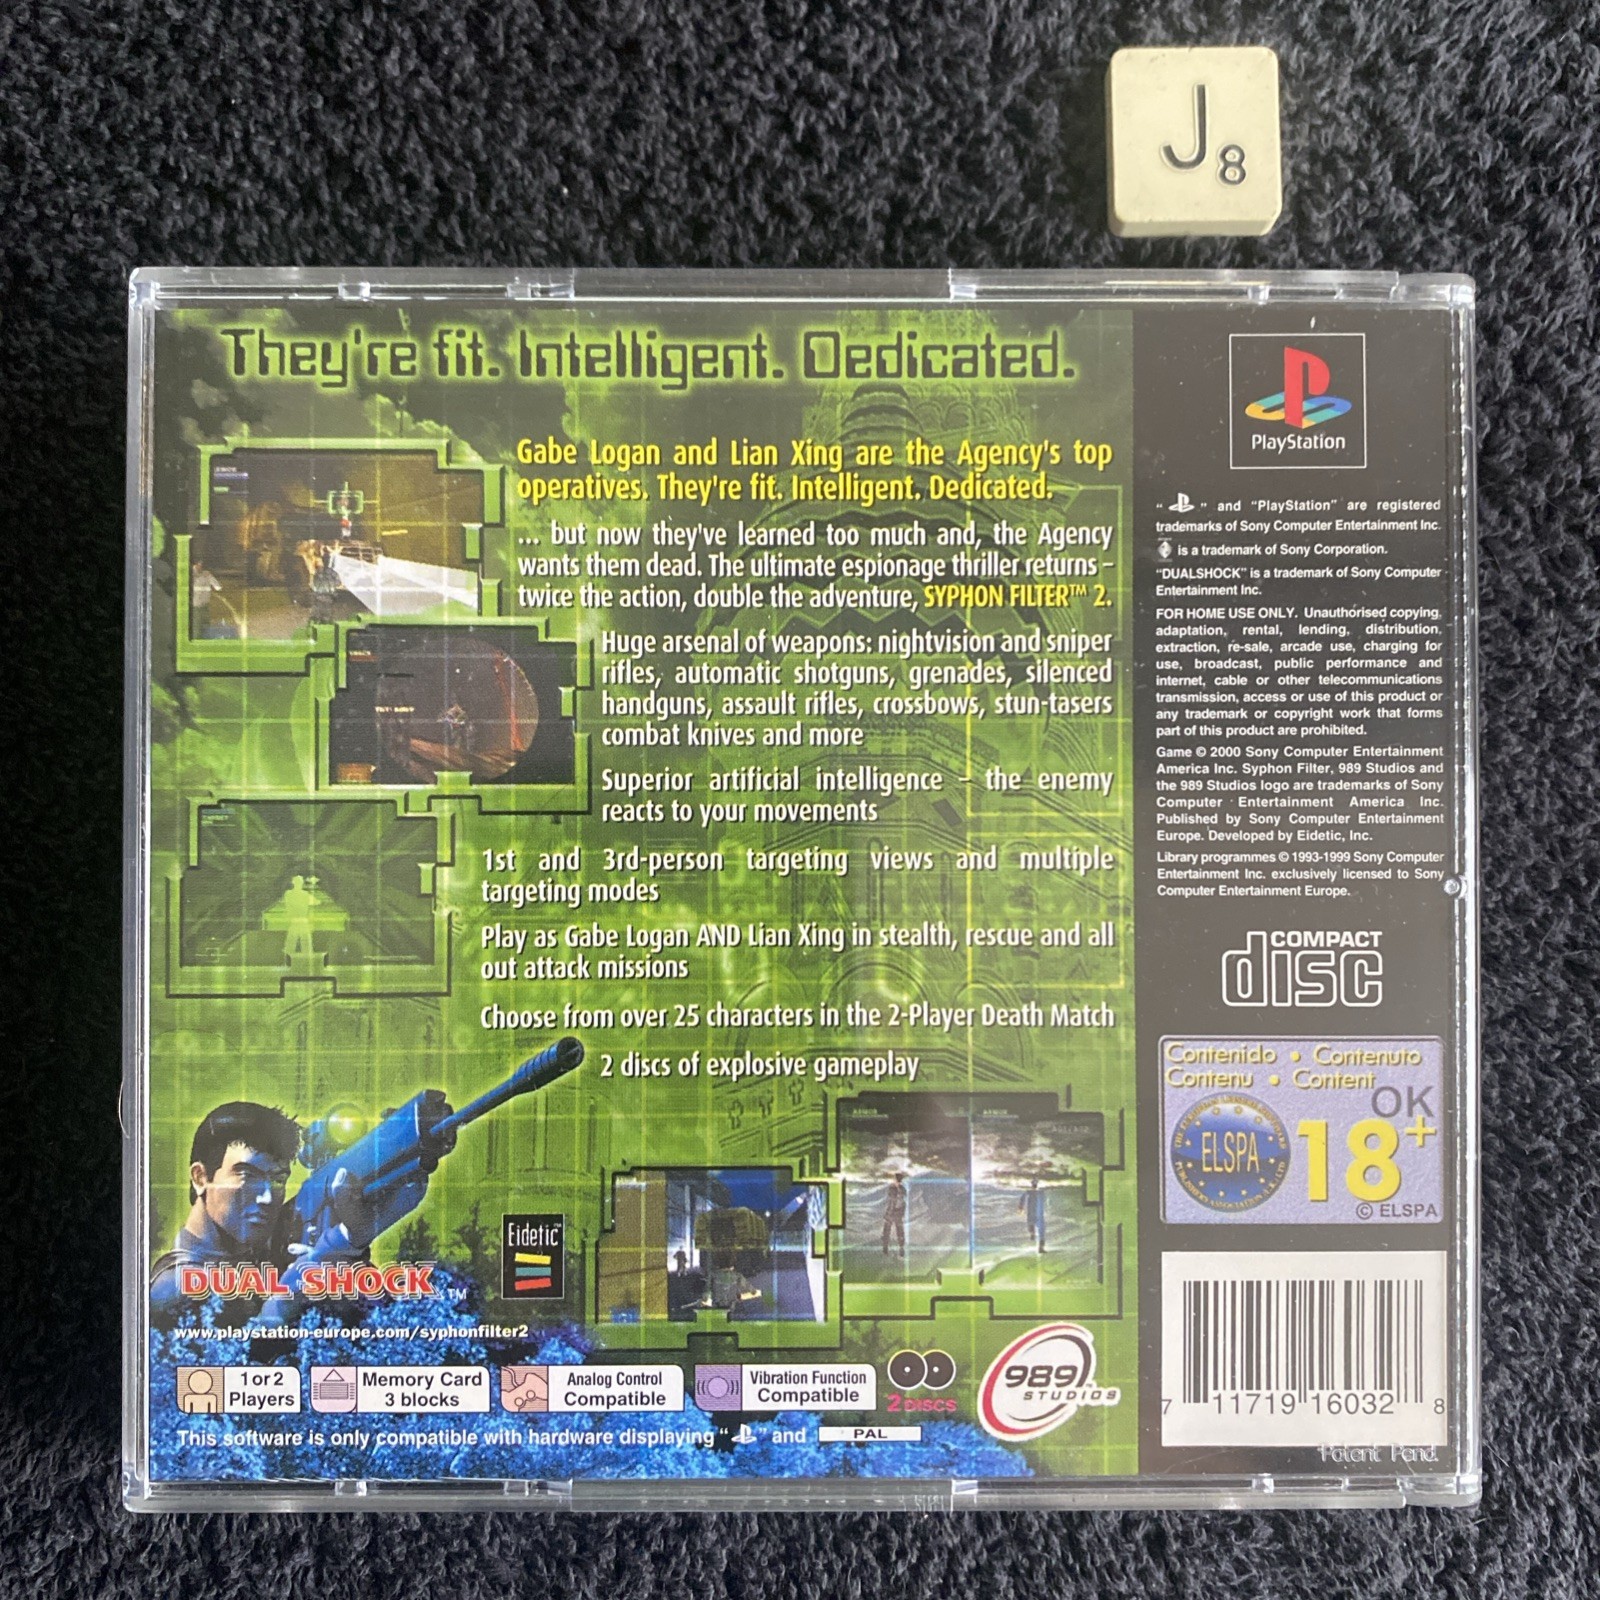 J8
They're fit. Intelligent. Dedicated.
Gabe Logan and Lian Xing are the Agency's top
operatives. They're fit. Intelligent. Dedicated.
... but now they've learned too much and, the Agency
wants them dead. The ultimate espionage thriller returns –
twice the action, double the adventure, SYPHON FILTER™ 2.
Huge arsenal of weapons: nightvision and sniper
rifles, automatic shotguns, grenades, silenced
handguns, assault rifles, crossbows, stun-tasers
combat knives and more
Superior artificial intelligence – the enemy
reacts to your movements
1st and 3rd-person targeting views and multiple
targeting modes
Play as Gabe Logan AND Lian Xing in stealth, rescue and all
out attack missions
Choose from over 25 characters in the 2-Player Death Match
2 discs of explosive gameplay
Eidetic™
DUAL SHOCK™
www.playstation-europe.com/syphonfilter2
1 or 2
Players
Memory Card
3 blocks
Analog Control
Compatible
Vibration Function
Compatible
2 DISCS
989
STUDIOS
This software is only compatible with hardware displaying " " and PAL
PlayStation
" " and "PlayStation" are registered
trademarks of Sony Computer Entertainment Inc.
is a trademark of Sony Corporation.
"DUALSHOCK" is a trademark of Sony Computer
Entertainment Inc.
FOR HOME USE ONLY. Unauthorised copying,
adaptation, rental, lending, distribution,
extraction, re-sale, arcade use, charging for
use, broadcast, public performance and
internet, cable or other telecommunications
transmission, access or use of this product or
any trademark or copyright work that forms
part of this product are prohibited.
Game © 2000 Sony Computer Entertainment
America Inc. Syphon Filter, 989 Studios and
the 989 Studios logo are trademarks of Sony
Computer Entertainment America Inc.
Published by Sony Computer Entertainment
Europe. Developed by Eidetic, Inc.
Library programmes © 1993-1999 Sony Computer
Entertainment Inc. exclusively licensed to Sony
Computer Entertainment Europe.
COMPACT
disc
Contenido • Contenuto
Contenu • Content
OK
ELSPA
18+
© ELSPA
7 11719 16032 8
Patent Pend.